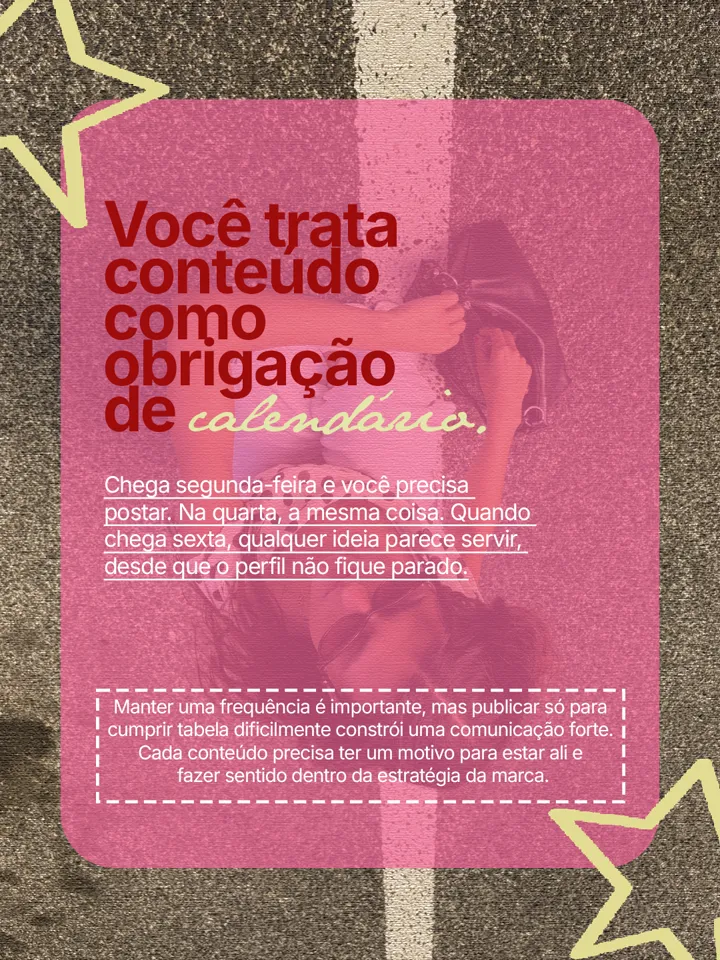 Você trata
conteúdo
como
obrigação
de calendário.
Chega segunda-feira e você precisa
postar. Na quarta, a mesma coisa. Quando
chega sexta, qualquer ideia parece servir,
desde que o perfil não fique parado.
Manter uma frequência é importante, mas publicar só para
cumprir tabela dificilmente constrói uma comunicação forte.
Cada conteúdo precisa ter um motivo para estar ali e
fazer sentido dentro da estratégia da marca.